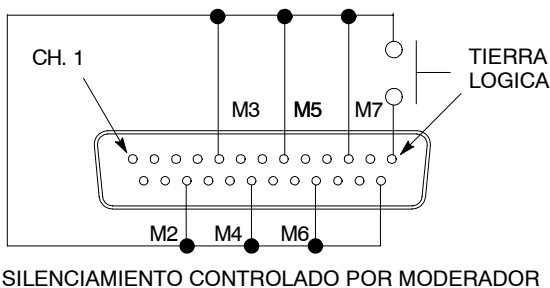 CH. 1
TIERRA
LOGICA
M3 M5 M7
M2 M4 M6
SILENCIAMIENTO CONTROLADO POR MODERADOR